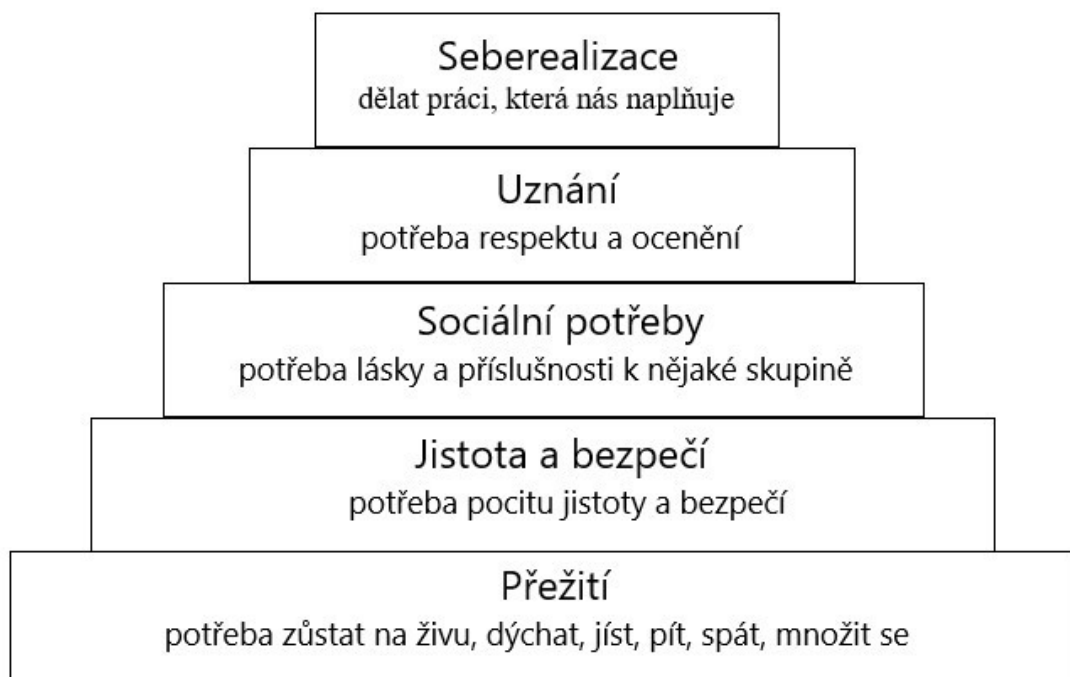 Seberealizace
dělat práci, která nás naplňuje
Uznání
potřeba respektu a ocenění
Sociální potřeby
potřeba lásky a příslušnosti k nějaké skupině
Jistota a bezpečí
potřeba pocitu jistoty a bezpečí
Přežití
potřeba zůstat na živu, dýchat, jíst, pít, spát, množit se